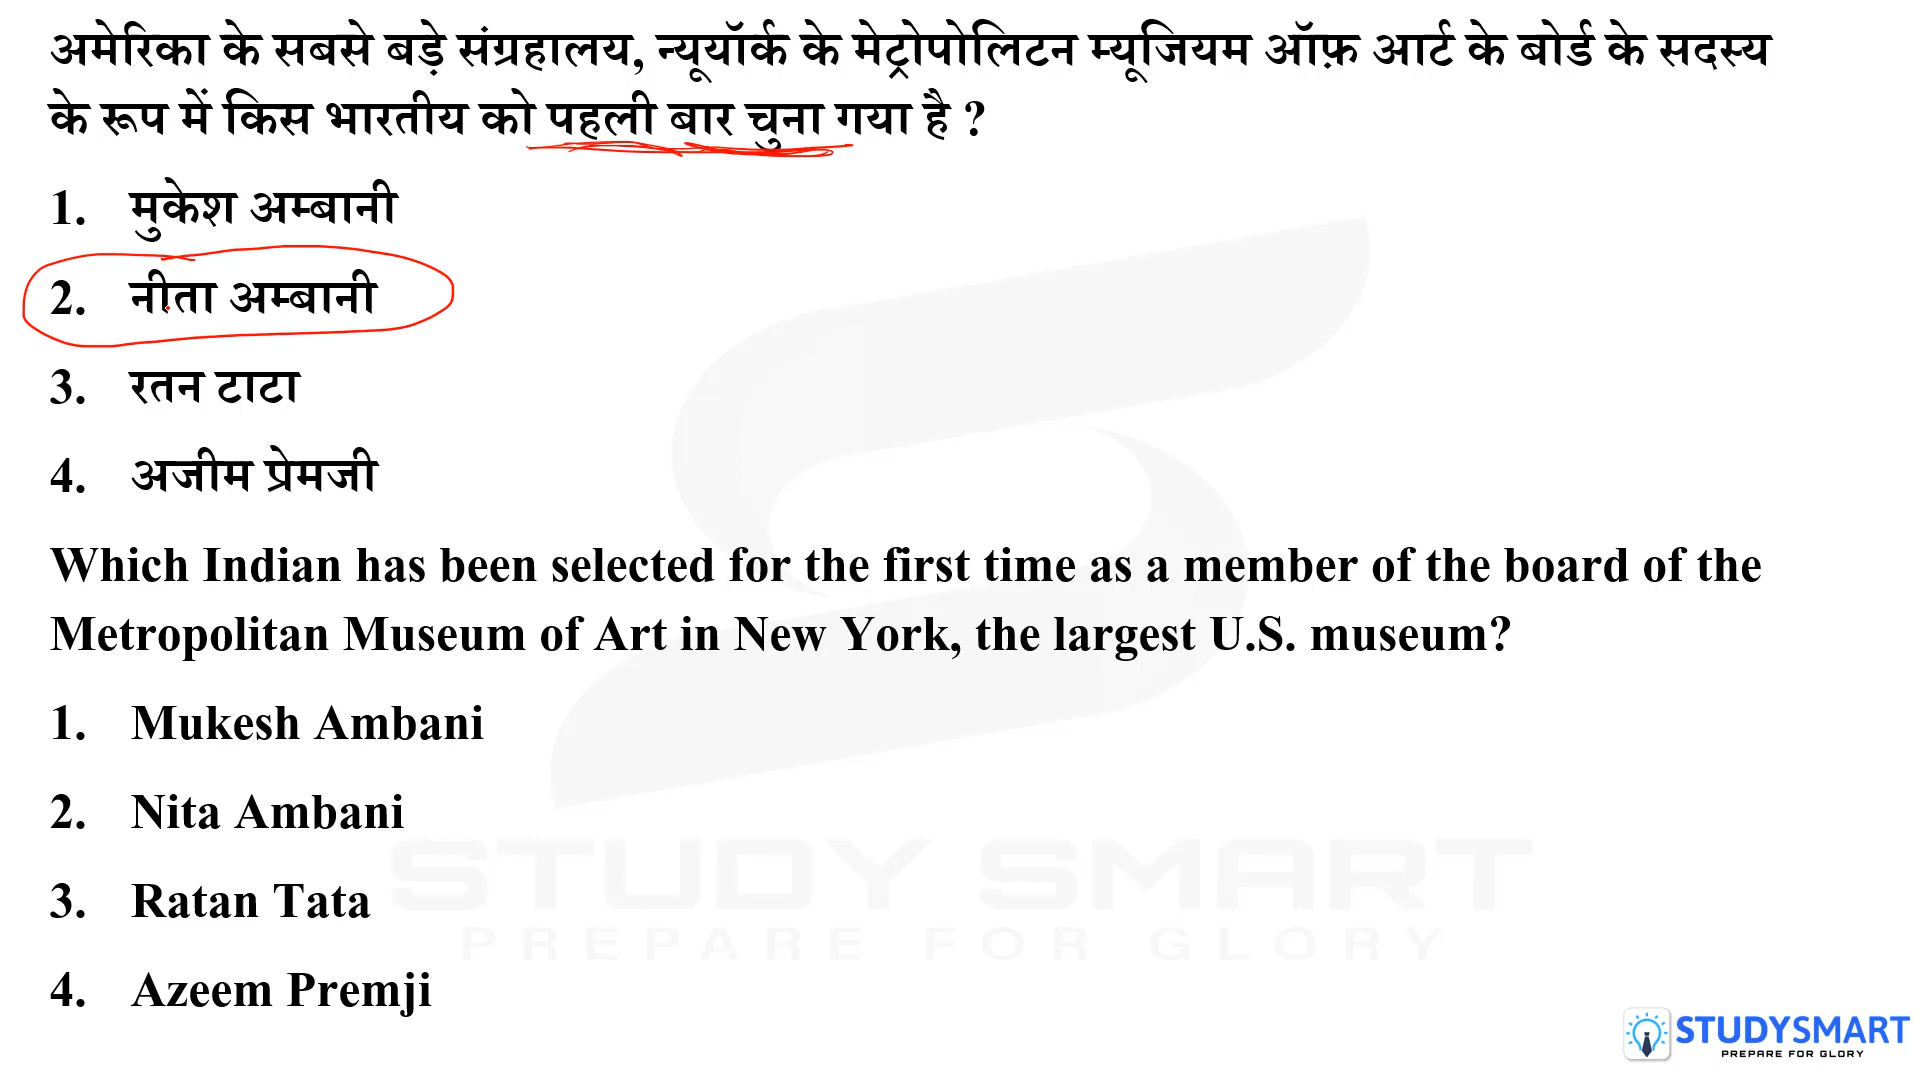 अमेरिका के सबसे बड़े संग्रहालय, न्यूयॉर्क के मेट्रोपोलिटन म्यूजियम ऑफ़ आर्ट के बोर्ड के सदस्य
के रूप में किस भारतीय को पहली बार चुना गया है ?
1. मुकेश अम्बानी
2. नीता अम्बानी
3. रतन टाटा
4. अजीम प्रेमजी
Which Indian has been selected for the first time as a member of the board of the
Metropolitan Museum of Art in New York, the largest U.S. museum?
1. Mukesh Ambani
2. Nita Ambani
STUDY SMART
3. Ratan Tata
PREPARE FOR GLORY
4. Azeem Premji
STUDYSMART
PREPARE FOR GLORY